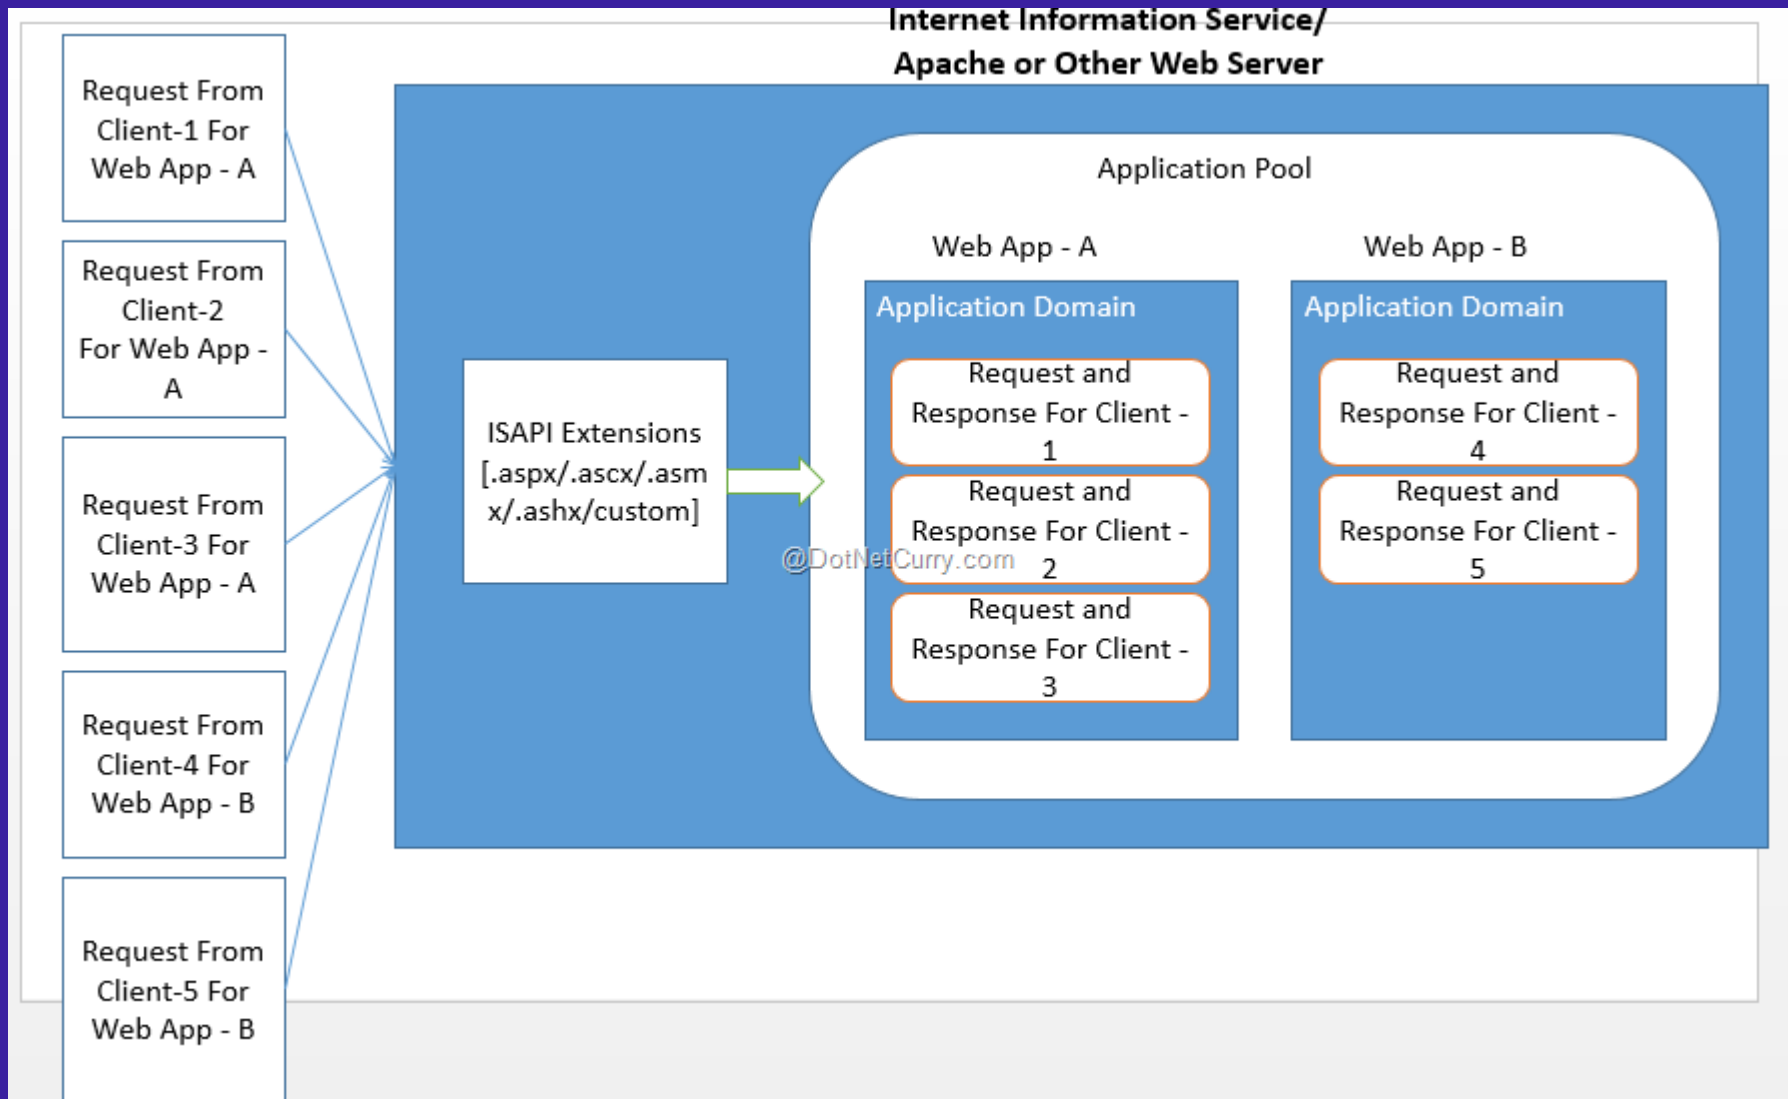 Internet Information Service/
Apache or Other Web Server
Request From
Client-1 For
Web App - A
Request From
Client-2
For Web App -
A
Request From
Client-3 For
Web App - A
Request From
Client-4 For
Web App - B
Request From
Client-5 For
Web App - B
ISAPI Extensions
[.aspx/.ascx/.asm
x/.ashx/custom]
Application Pool
Web App - A
Application Domain
Request and
Response For Client -
1
Request and
Response For Client -
2
Request and
Response For Client -
3
Web App - B
Application Domain
Request and
Response For Client -
4
Request and
Response For Client -
5
@DotNetCurry.com